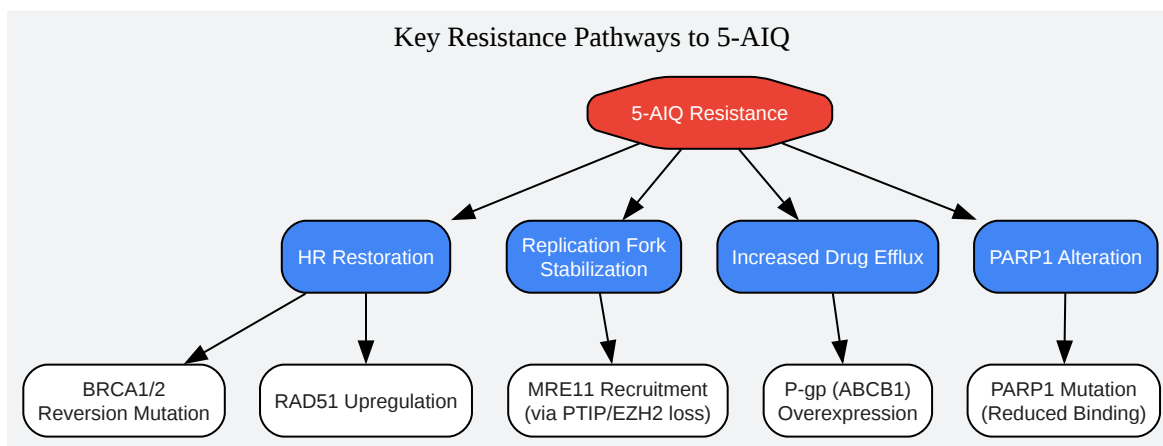 Key Resistance Pathways to 5-AIQ
5-AIQ Resistance
HR Restoration
Replication Fork
Stabilization
Increased Drug Efflux
PARP1 Alteration
BRCA1/2
Reversion Mutation
RAD51 Upregulation
MRE11 Recruitment
(via PTIP/EZH2 loss)
P-gp (ABCB1)
Overexpression
PARP1 Mutation
(Reduced Binding)